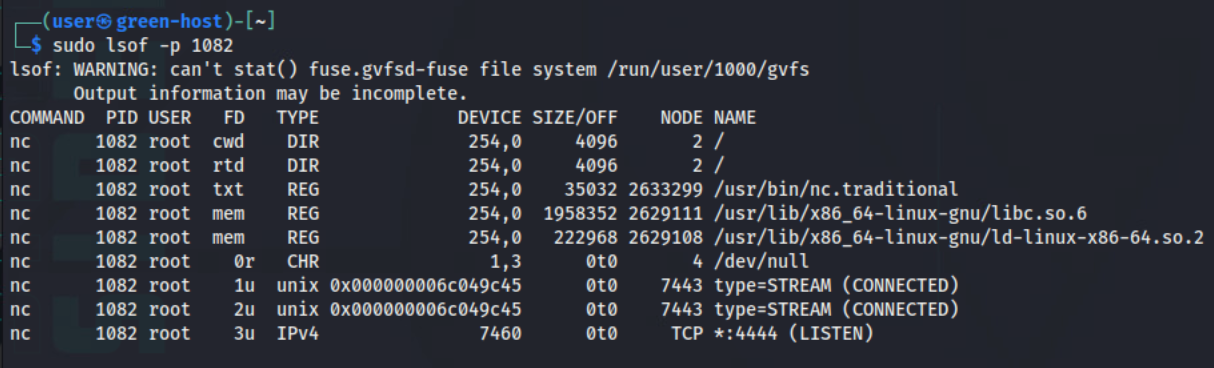 ┌──(user㉿green-host)-[~]
└─$ sudo lsof -p 1082
lsof: WARNING: can't stat() fuse.gvfsd-fuse file system /run/user/1000/gvfs
      Output information may be incomplete.
COMMAND  PID USER   FD   TYPE             DEVICE SIZE/OFF    NODE NAME
nc      1082 root  cwd    DIR              254,0     4096       2 /
nc      1082 root  rtd    DIR              254,0     4096       2 /
nc      1082 root  txt    REG              254,0    35032 2633299 /usr/bin/nc.traditional
nc      1082 root  mem    REG              254,0  1958352 2629111 /usr/lib/x86_64-linux-gnu/libc.so.6
nc      1082 root  mem    REG              254,0   222968 2629108 /usr/lib/x86_64-linux-gnu/ld-linux-x86-64.so.2
nc      1082 root    0r   CHR                1,3      0t0       4 /dev/null
nc      1082 root    1u  unix 0x000000006c049c45      0t0    7443 type=STREAM (CONNECTED)
nc      1082 root    2u  unix 0x000000006c049c45      0t0    7443 type=STREAM (CONNECTED)
nc      1082 root    3u  IPv4               7460      0t0     TCP *:4444 (LISTEN)